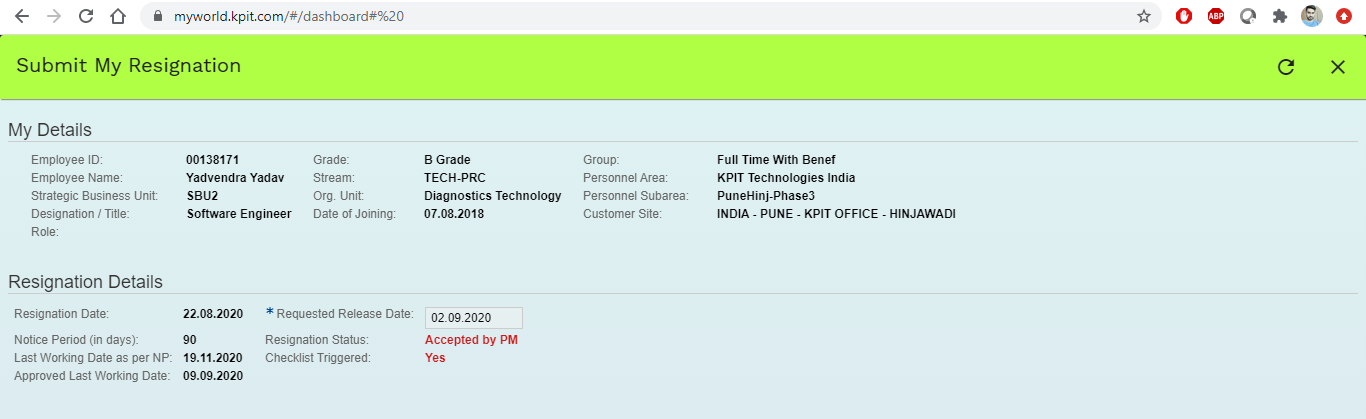 myworld.kpit.com/#/dashboard#%20
ABP
Submit My Resignation
My Details
Employee ID: 00138171 Grade: B Grade Group: Full Time With Benef
Employee Name: Yadvendra Yadav Stream: TECH-PRC Personnel Area: KPIT Technologies India
Strategic Business Unit: SBU2 Org. Unit: Diagnostics Technology Personnel Subarea: PuneHinj-Phase3
Designation / Title: Software Engineer Date of Joining: 07.08.2018 Customer Site: INDIA - PUNE - KPIT OFFICE - HINJAWADI
Role:
Resignation Details
Resignation Date: 22.08.2020 * Requested Release Date: 02.09.2020
Notice Period (in days): 90 Resignation Status: Accepted by PM
Last Working Date as per NP: 19.11.2020 Checklist Triggered: Yes
Approved Last Working Date: 09.09.2020